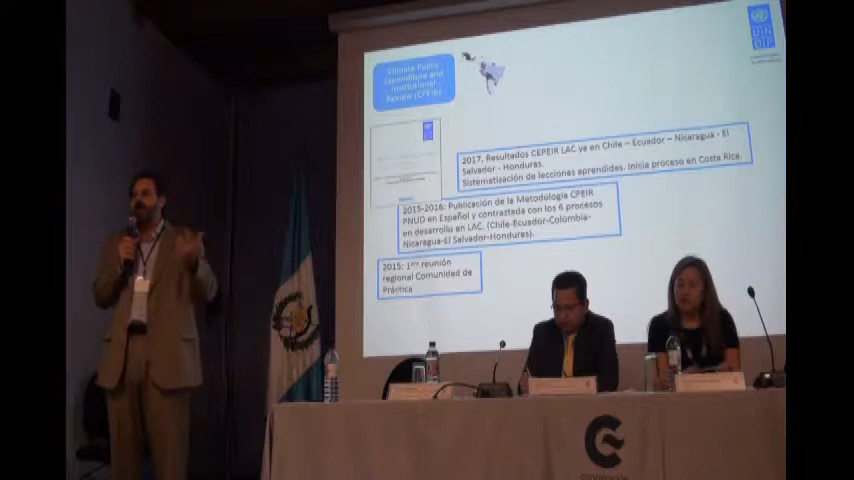 Climate Public
Expenditure and
Institutional
Review (CPEIR)
U N
D P
2017. Resultados CEPEIR LAC ya en Chile – Ecuador – Nicaragua - El
Salvador - Honduras.
Sistematización de lecciones aprendidas. Inicia proceso en Costa Rica.
2015-2016: Publicación de la Metodología CPEIR
PNUD en Español y contrastada con los 6 procesos
en desarrollo en LAC. (Chile-Ecuador-Colombia-
Nicaragua-El Salvador-Honduras).
2015: 1era reunión
regional Comunidad de
Práctica